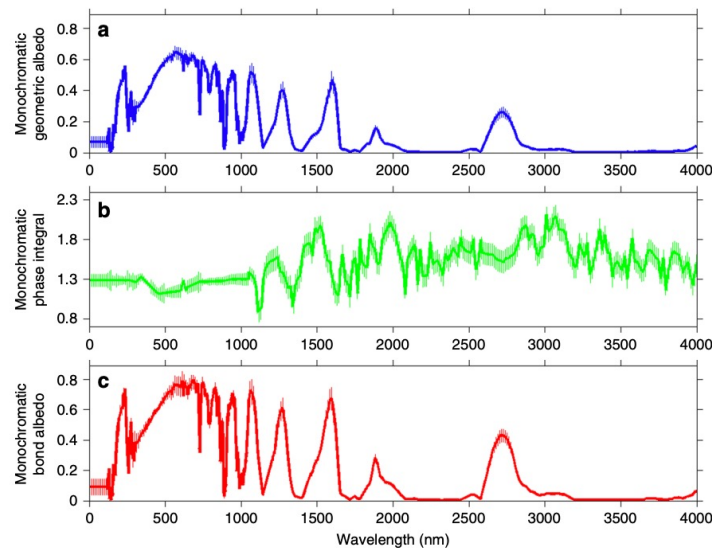 a
Monochromatic
geometric albedo
0.8
0.6
0.4
0.2
0
0 500 1000 1500 2000 2500 3000 3500 4000
b
Monochromatic
phase integral
2.3
1.8
1.3
0.8
0 500 1000 1500 2000 2500 3000 3500 4000
c
Monochromatic
bond albedo
0.8
0.6
0.4
0.2
0
0 500 1000 1500 2000 2500 3000 3500 4000
Wavelength (nm)